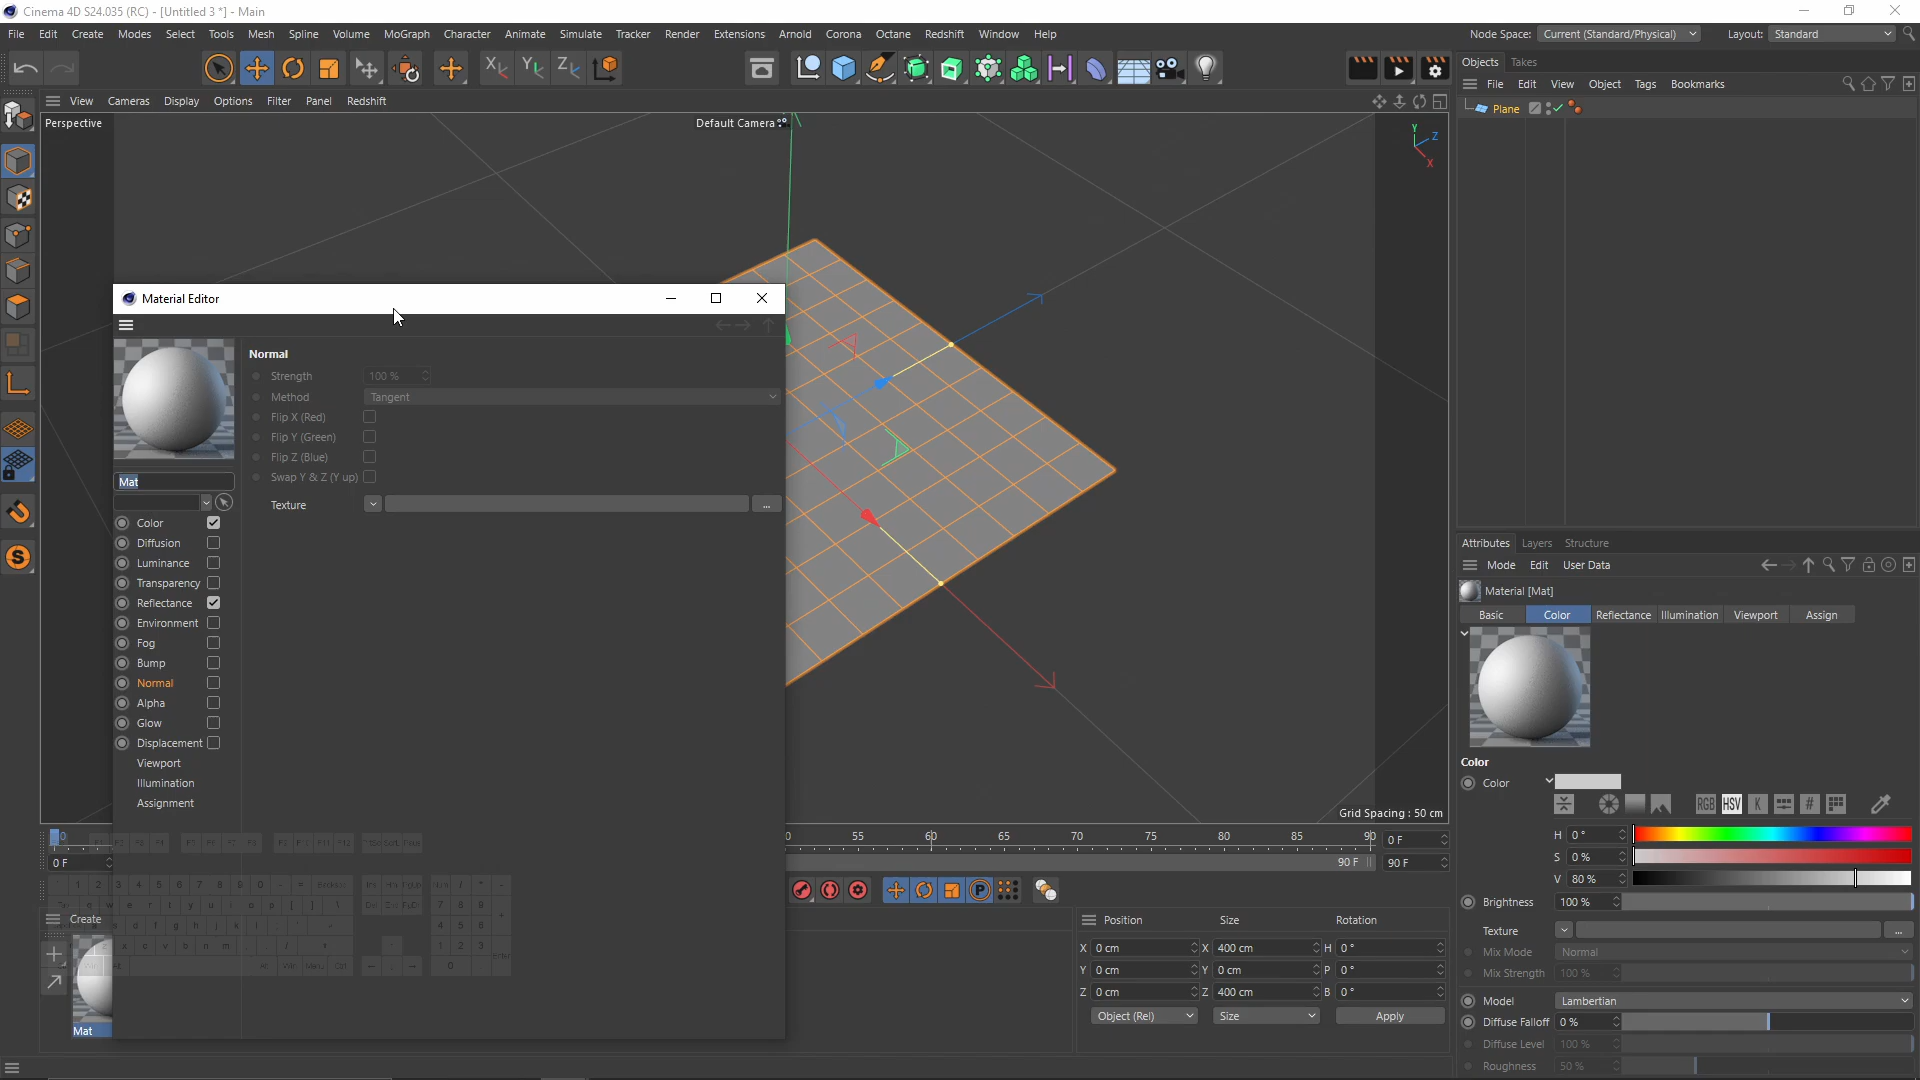 Cinema 4D S24.035 (RC) - [Untitled 3 *] - Main
File Edit Create Modes Select Tools Mesh Spline Volume MoGraph Character Animate Simulate Tracker Render Extensions Arnold Corona Octane Redshift Window Help
Node Space: Current (Standard/Physical) Layout: Standard
Objects Takes
File Edit View Object Tags Bookmarks
Plane
View Cameras Display Options Filter Panel Redshift
Perspective
Default Camera
Y
Z
X
Material Editor
Normal
Strength 100 %
Method Tangent
Flip X (Red)
Flip Y (Green)
Flip Z (Blue)
Swap Y & Z (Y up)
Texture ...
Mat
Color
Diffusion
Luminance
Transparency
Reflectance
Environment
Fog
Bump
Normal
Alpha
Glow
Displacement
Viewport
Illumination
Assignment
Grid Spacing : 50 cm
0 55 60 65 70 75 80 85 90 0 F
0 F 90 F 90 F
Create
Mat
Position Size Rotation
X 0 cm X 400 cm H 0 °
Y 0 cm Y 0 cm P 0 °
Z 0 cm Z 400 cm B 0 °
Object (Rel) Size Apply
Attributes Layers Structure
Mode Edit User Data
Material [Mat]
Basic Color Reflectance Illumination Viewport Assign
Color
Color
RGB HSV K #
H 0 °
S 0 %
V 80 %
Brightness 100 %
Texture ...
Mix Mode Normal
Mix Strength 100 %
Model Lambertian
Diffuse Falloff 0 %
Diffuse Level 100 %
Roughness 50 %